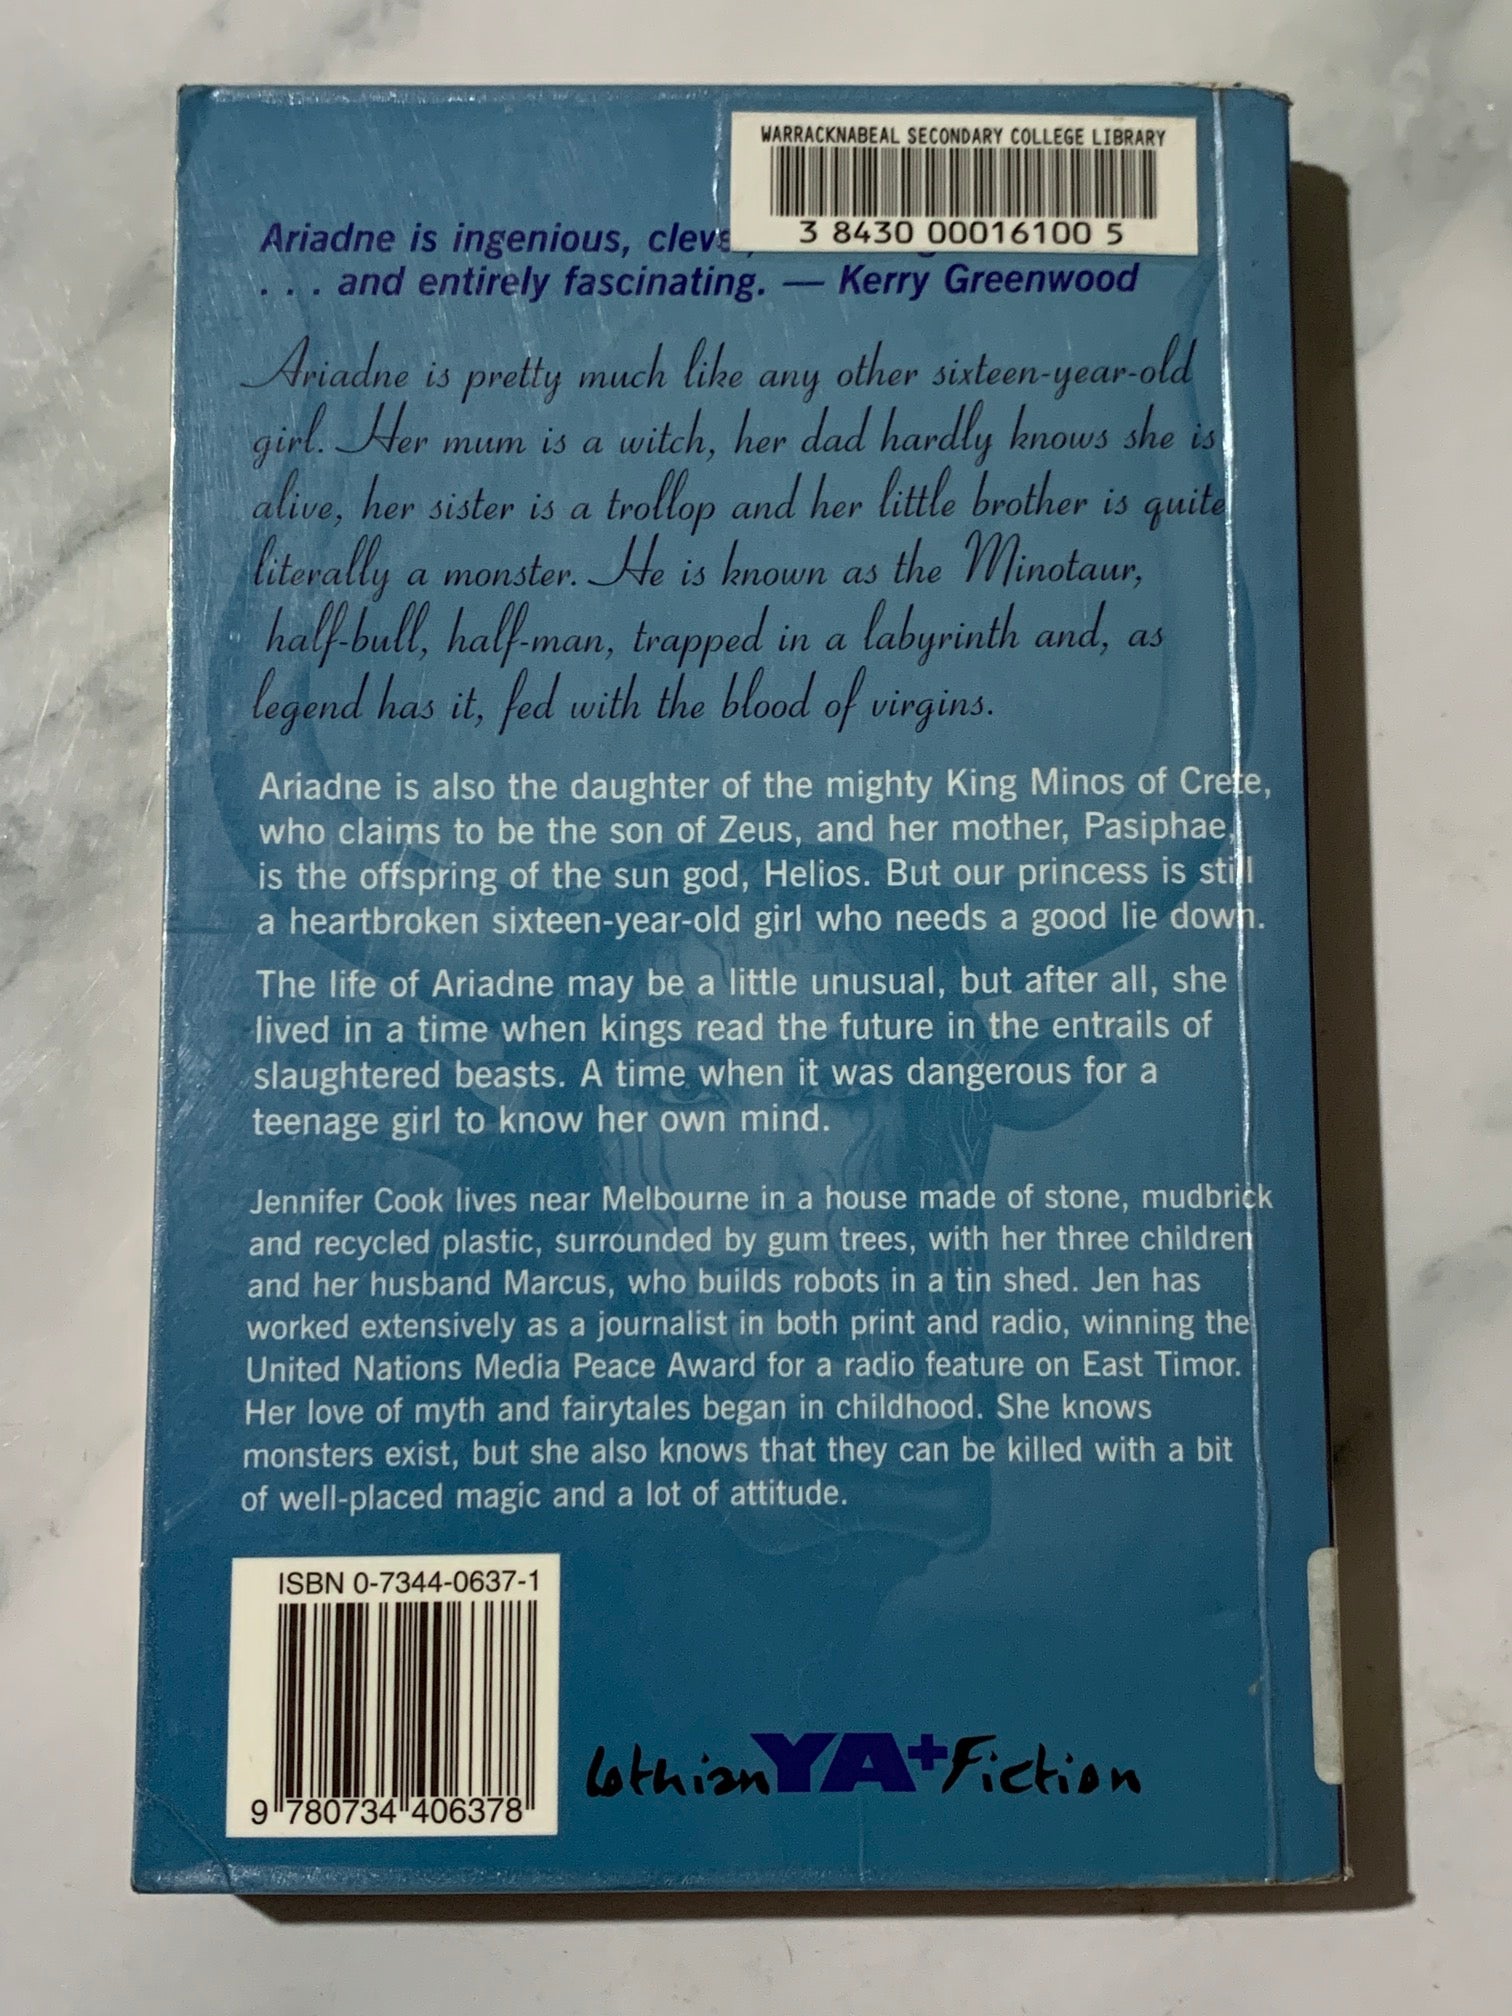 WARRACKNABEAL SECONDARY COLLEGE LIBRARY
3 8430 00016100 5
Ariadne is ingenious,
. . . and entirely fascinating. — Kerry Greenwood
Ariadne is pretty much like any other sixteen-year-old
girl. Her mum is a witch, her dad hardly knows she is
alive, her sister is a trollop and her little brother is quite
literally a monster. He is known as the Minotaur,
half-bull, half-man, trapped in a labyrinth and, as
legend has it, fed with the blood of virgins.
Ariadne is also the daughter of the mighty King Minos of Crete,
who claims to be the son of Zeus, and her mother, Pasiphae,
is the offspring of the sun god, Helios. But our princess is still
a heartbroken sixteen-year-old girl who needs a good lie down.
The life of Ariadne may be a little unusual, but after all, she
lived in a time when kings read the future in the entrails of
slaughtered beasts. A time when it was dangerous for a
teenage girl to know her own mind.
Jennifer Cook lives near Melbourne in a house made of stone, mudbrick
and recycled plastic, surrounded by gum trees, with her three children
and her husband Marcus, who builds robots in a tin shed. Jen has
worked extensively as a journalist in both print and radio, winning the
United Nations Media Peace Award for a radio feature on East Timor.
Her love of myth and fairytales began in childhood. She knows
monsters exist, but she also knows that they can be killed with a bit
of well-placed magic and a lot of attitude.
ISBN 0-7344-0637-1
9 780734 406378
Lothian YA+ Fiction